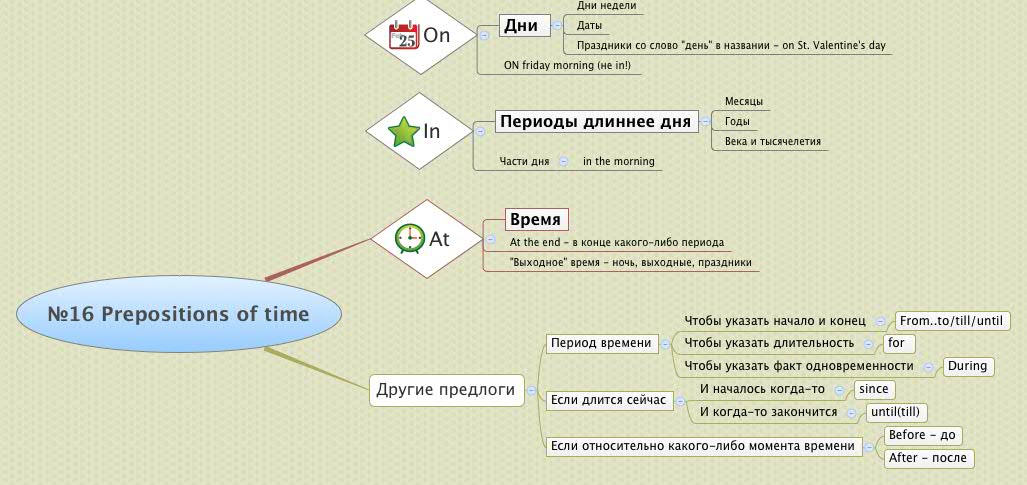 Дни недели
Даты
Праздники со слово "день" в названии - on St. Valentine's day
Дни
25
On
ON friday morning (не in!)
In
Периоды длиннее дня
Месяцы
Годы
Века и тысячелетия
Части дня
in the morning
At
Время
At the end - в конце какого-либо периода
"Выходное" время - ночь, выходные, праздники
№16 Prepositions of time
Другие предлоги
Период времени
Чтобы указать начало и конец
From..to/till/until
Чтобы указать длительность
for
Чтобы указать факт одновременности
During
Если длится сейчас
И началось когда-то
since
И когда-то закончится
until(till)
Если относительно какого-либо момента времени
Before - до
After - после